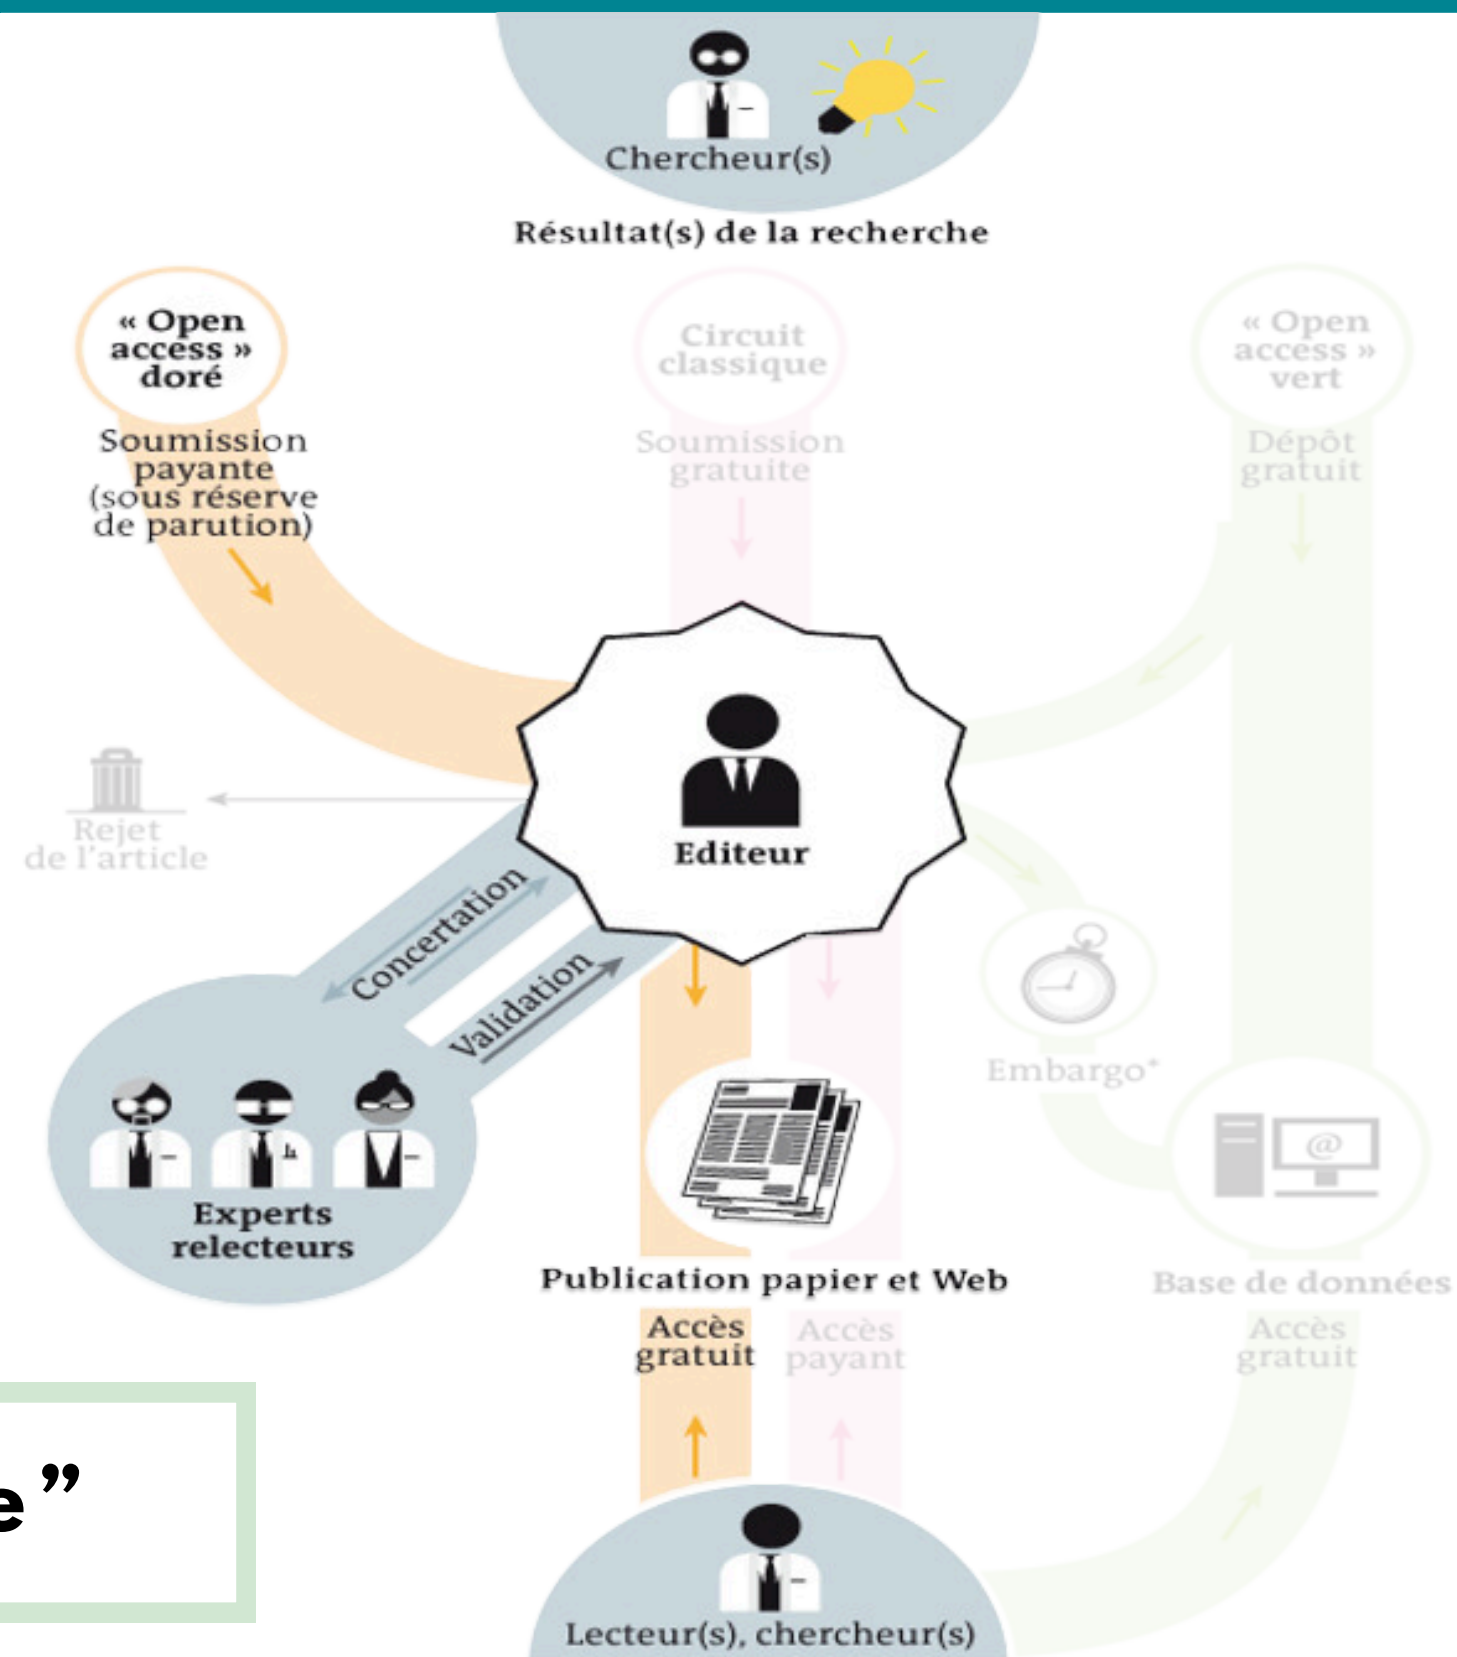 Chercheur(s)
Résultat(s) de la recherche
« Open
access »
doré
Soumission
payante
(sous réserve
de parution)
Circuit
classique
Soumission
gratuite
« Open
access »
vert
Dépôt
gratuit
Editeur
Rejet
de l'article
Concertation
Validation
Experts
relecteurs
Embargo*
@
Publication papier et Web
Base de données
Accès
gratuit
Accès
payant
Accès
gratuit
e”
Lecteur(s), chercheur(s)